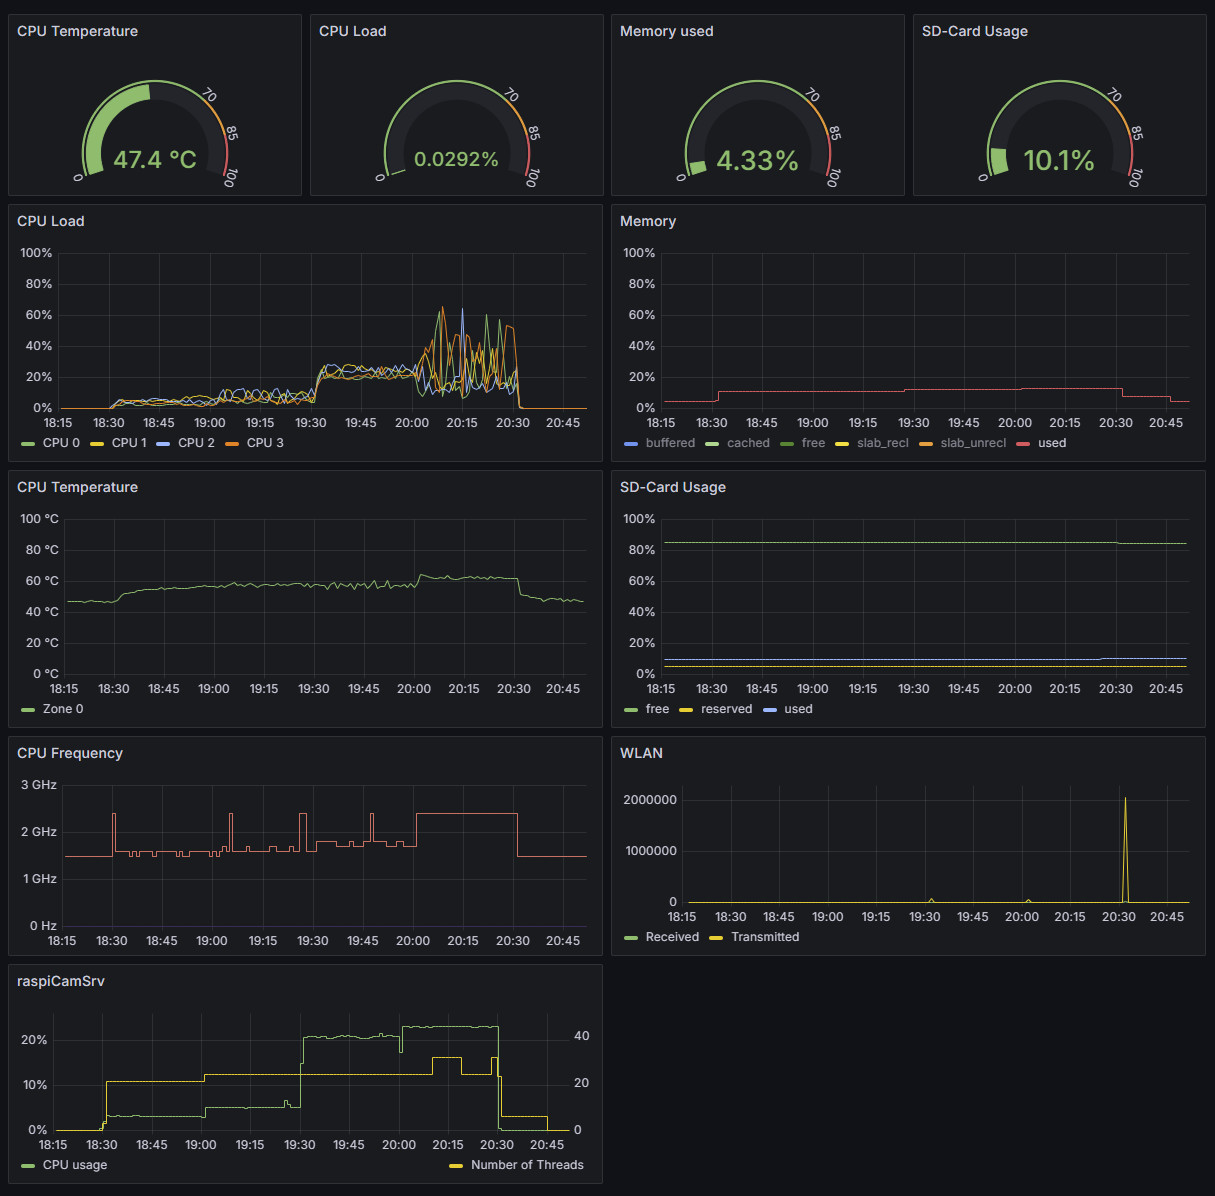 CPU Temperature
CPU Load
Memory used
SD-Card Usage
0 70 85 100
47.4 °C
0 70 85 100
0.0292%
0 70 85 100
4.33%
0 70 85 100
10.1%
CPU Load
100%
80%
60%
40%
20%
0%
18:15 18:30 18:45 19:00 19:15 19:30 19:45 20:00 20:15 20:30 20:45
CPU 0 CPU 1 CPU 2 CPU 3
Memory
100%
80%
60%
40%
20%
0%
18:15 18:30 18:45 19:00 19:15 19:30 19:45 20:00 20:15 20:30 20:45
buffered cached free slab_recl slab_unrecl used
CPU Temperature
100 °C
80 °C
60 °C
40 °C
20 °C
0 °C
18:15 18:30 18:45 19:00 19:15 19:30 19:45 20:00 20:15 20:30 20:45
Zone 0
SD-Card Usage
100%
80%
60%
40%
20%
0%
18:15 18:30 18:45 19:00 19:15 19:30 19:45 20:00 20:15 20:30 20:45
free reserved used
CPU Frequency
3 GHz
2 GHz
1 GHz
0 Hz
18:15 18:30 18:45 19:00 19:15 19:30 19:45 20:00 20:15 20:30 20:45
WLAN
2000000
1000000
0
18:15 18:30 18:45 19:00 19:15 19:30 19:45 20:00 20:15 20:30 20:45
Received Transmitted
raspiCamSrv
20% 40
10% 20
0% 0
18:15 18:30 18:45 19:00 19:15 19:30 19:45 20:00 20:15 20:30 20:45
CPU usage Number of Threads